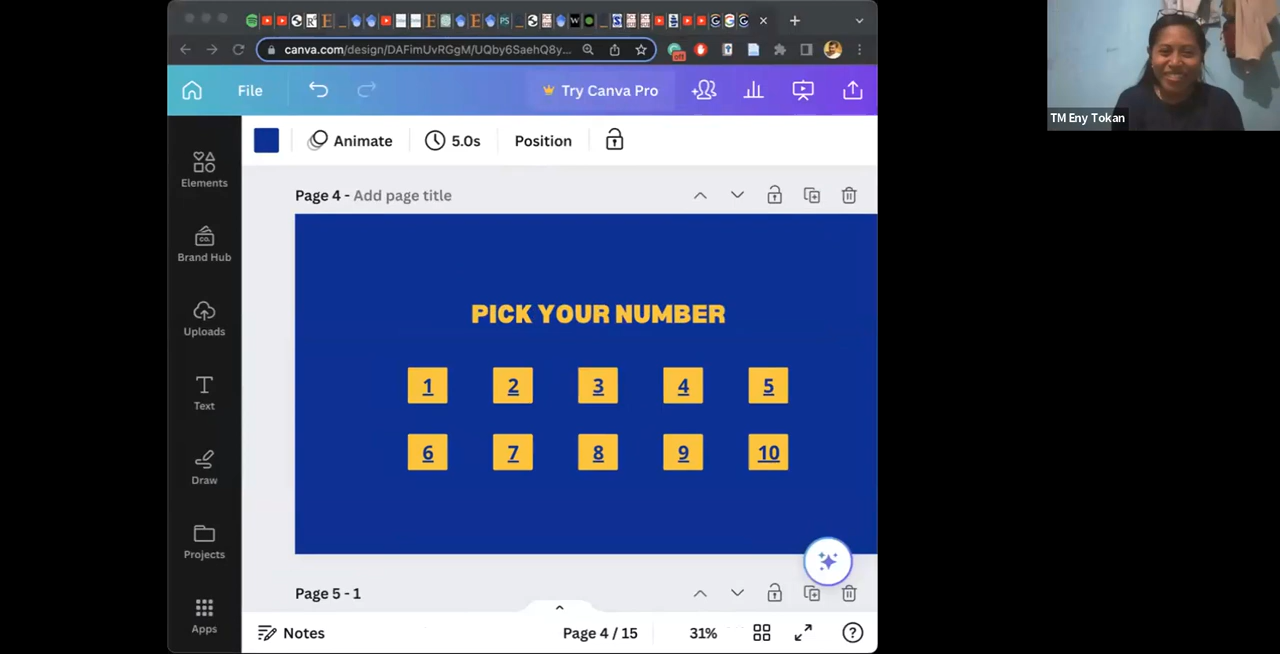 canva.com/design/DAFimUvRGgM/UQby6SaehQ8y...
off
File
Try Canva Pro
TM Eny Tokan
Animate
5.0s
Position
Elements
Brand Hub
CO.
Uploads
Text
Draw
Projects
Apps
Page 4 - Add page title
PICK YOUR NUMBER
1 2 3 4 5
6 7 8 9 10
Page 5 - 1
Notes
Page 4 / 15
31%
?